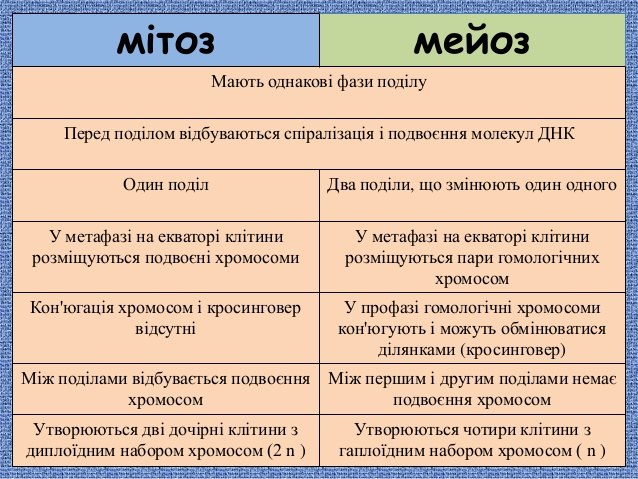 мітоз
мейоз
Мають однакові фази поділу
Перед поділом відбуваються спіралізація і подвоєння молекул ДНК
Один поділ
Два поділи, що змінюють один одного
У метафазі на екваторі клітини
розміщуються подвоєні хромосоми
У метафазі на екваторі клітини
розміщуються пари гомологічних
хромосом
Кон'югація хромосом і кросинговер
відсутні
У профазі гомологічні хромосоми
кон'югують і можуть обмінюватися
ділянками (кросинговер)
Між поділами відбувається подвоєння
хромосом
Між першим і другим поділами немає
подвоєння хромосом
Утворюються дві дочірні клітини з
диплоїдним набором хромосом (2 n )
Утворюються чотири клітини з
гаплоїдним набором хромосом ( n )